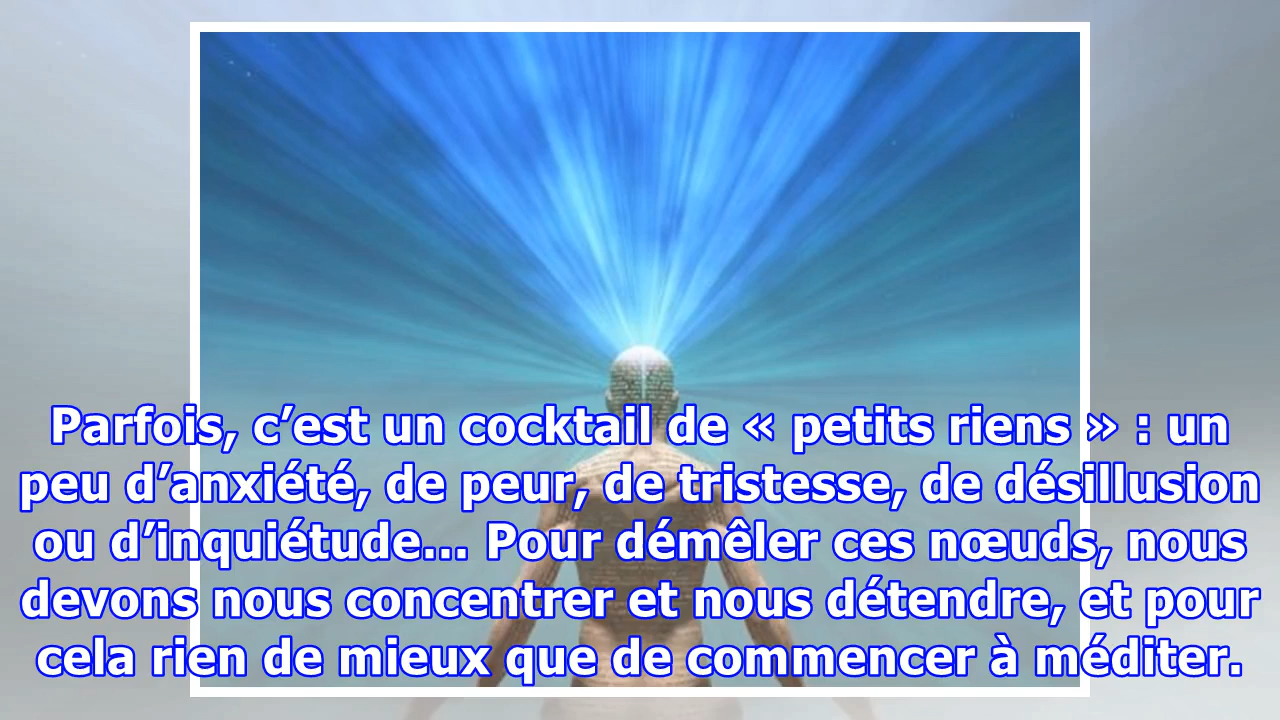 Parfois, c’est un cocktail de « petits riens » : un
peu d’anxiété, de peur, de tristesse, de désillusion
ou d’inquiétude... Pour démêler ces nœuds, nous
devons nous concentrer et nous détendre, et pour
cela rien de mieux que de commencer à méditer.